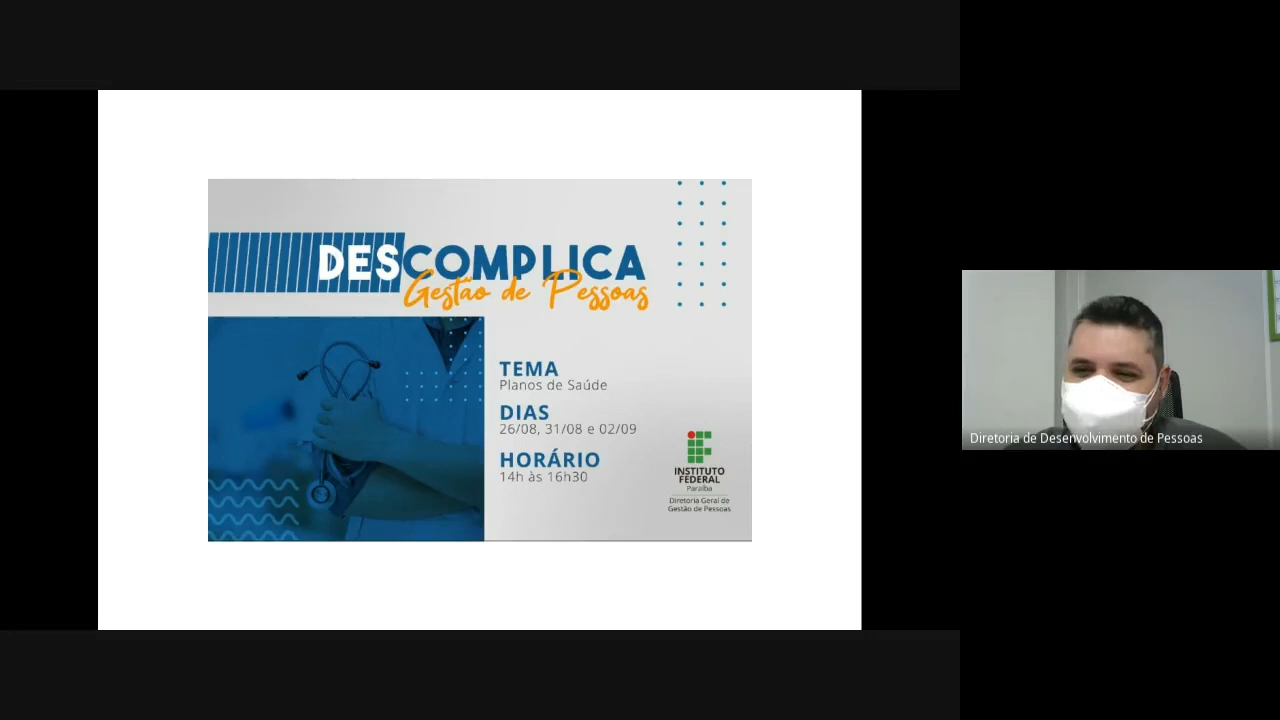 DESCOMPLICA
Gestão de Pessoas
TEMA
Planos de Saúde
DIAS
26/08, 31/08 e 02/09
HORÁRIO
14h às 16h30
INSTITUTO
FEDERAL
Paraíba
Diretoria Geral de
Gestão de Pessoas
Diretoria de Desenvolvimento de Pessoas